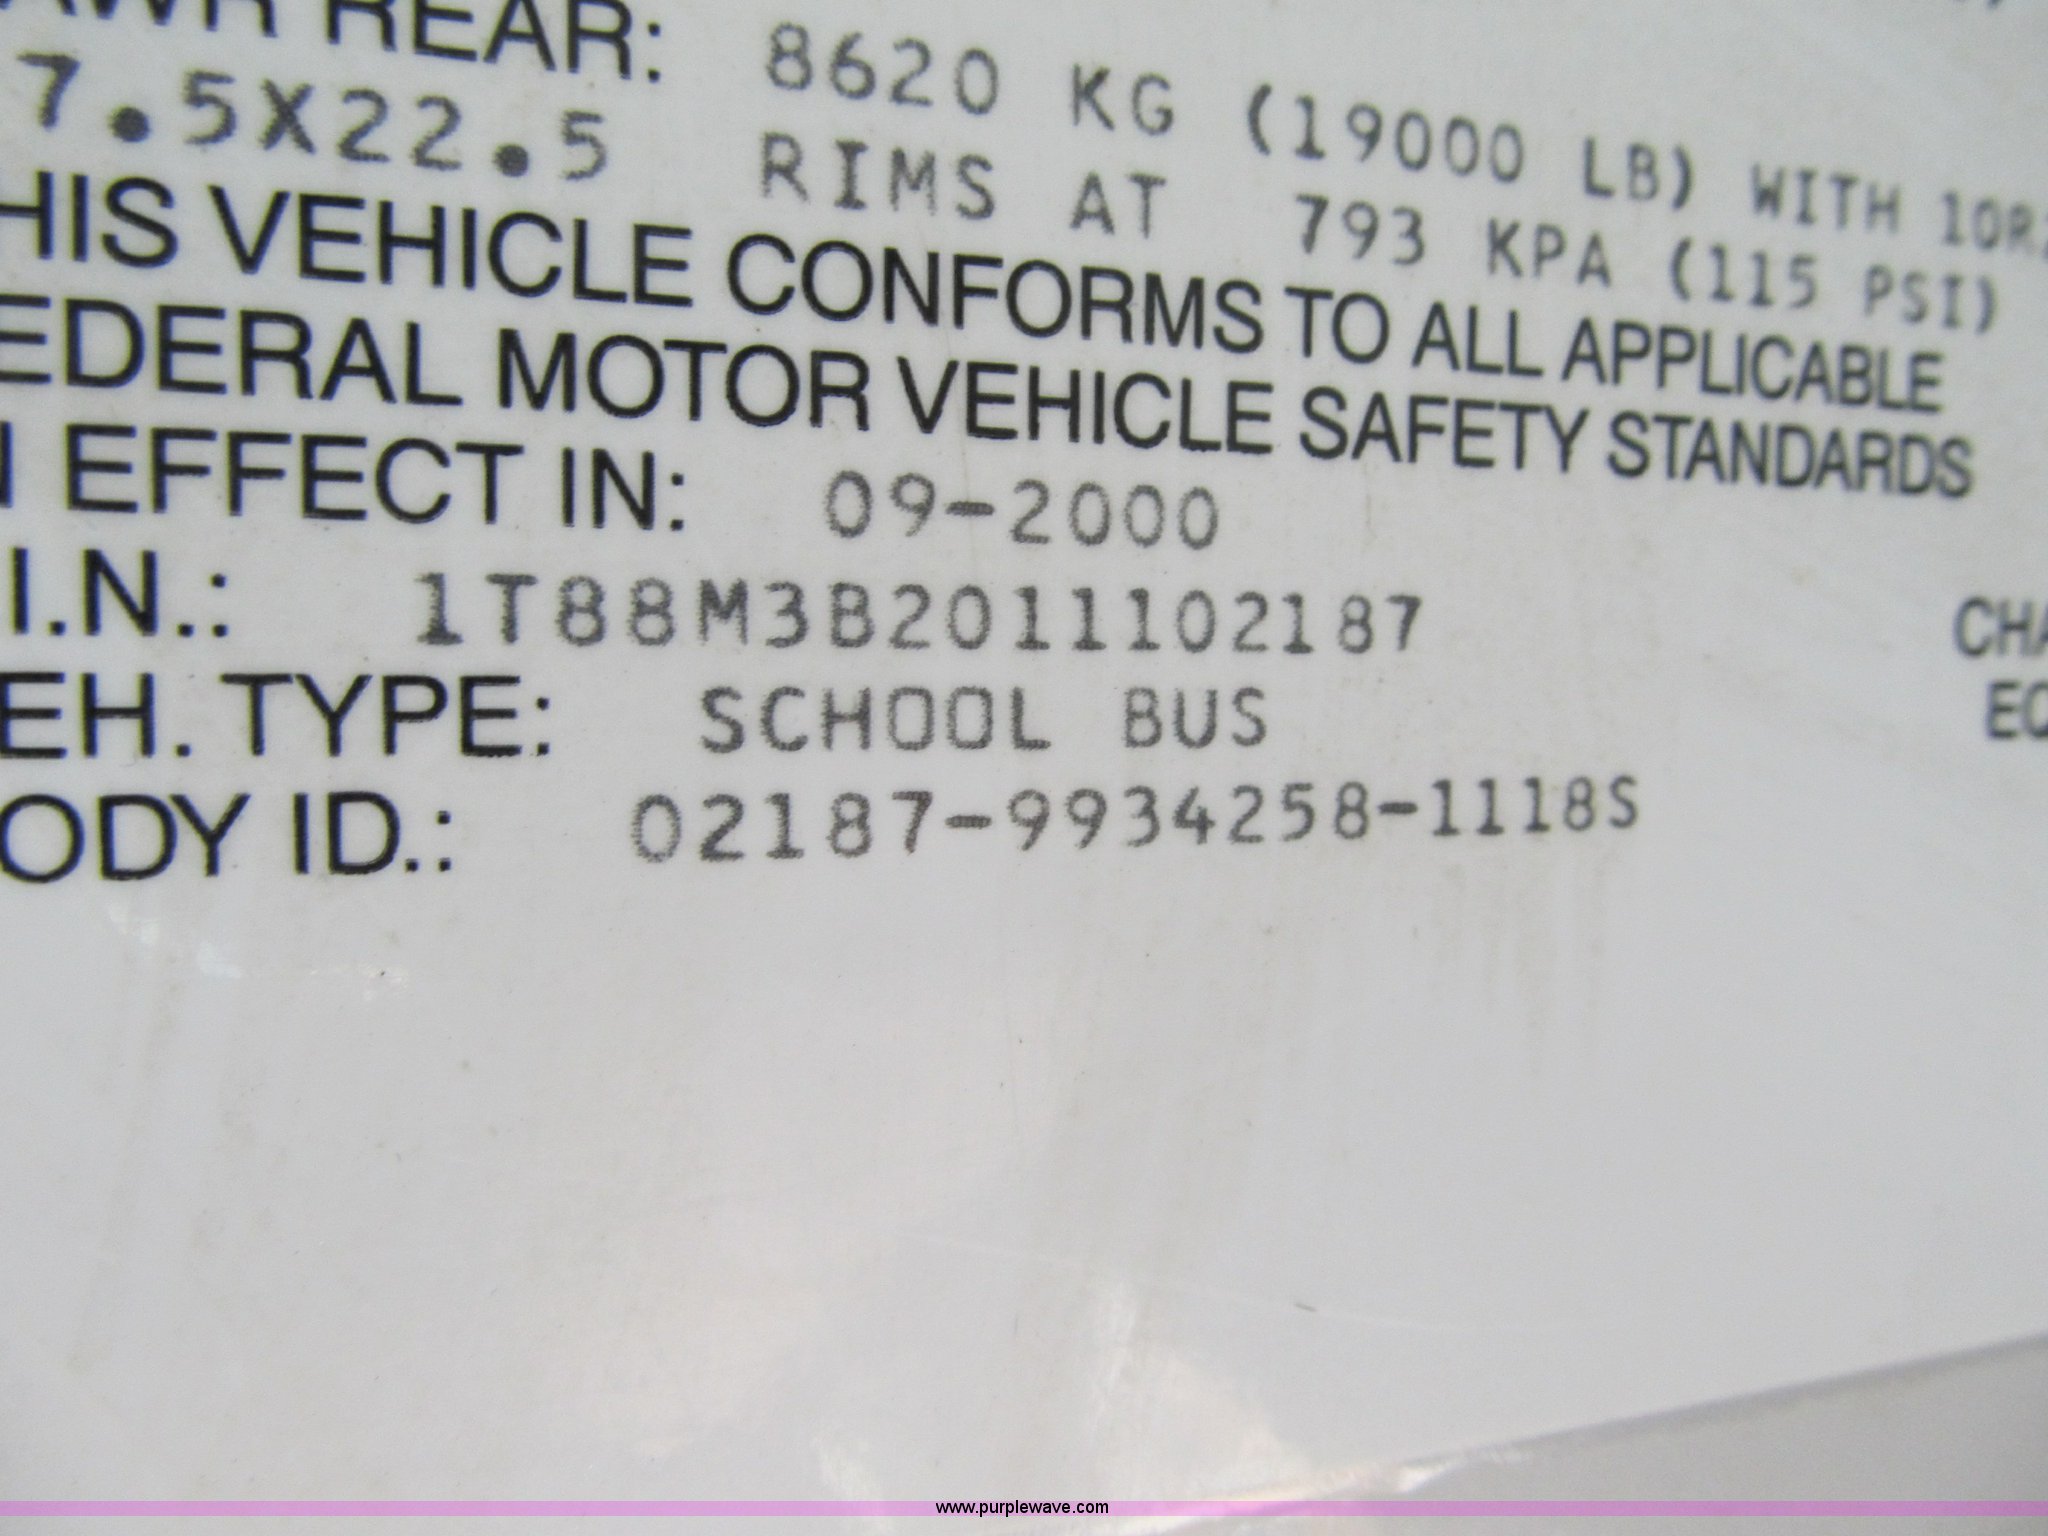 AWR REAR: 8620 KG (19000 LB) WITH 10R
7.5X22.5 RIMS AT 793 KPA (115 PSI)
HIS VEHICLE CONFORMS TO ALL APPLICABLE
EDERAL MOTOR VEHICLE SAFETY STANDARDS
N EFFECT IN: 09-2000
.I.N.: 1T88M3B2011102187
CHA
EH. TYPE: SCHOOL BUS
EQ
ODY ID.: 02187-9934258-1118S
www.purplewave.com